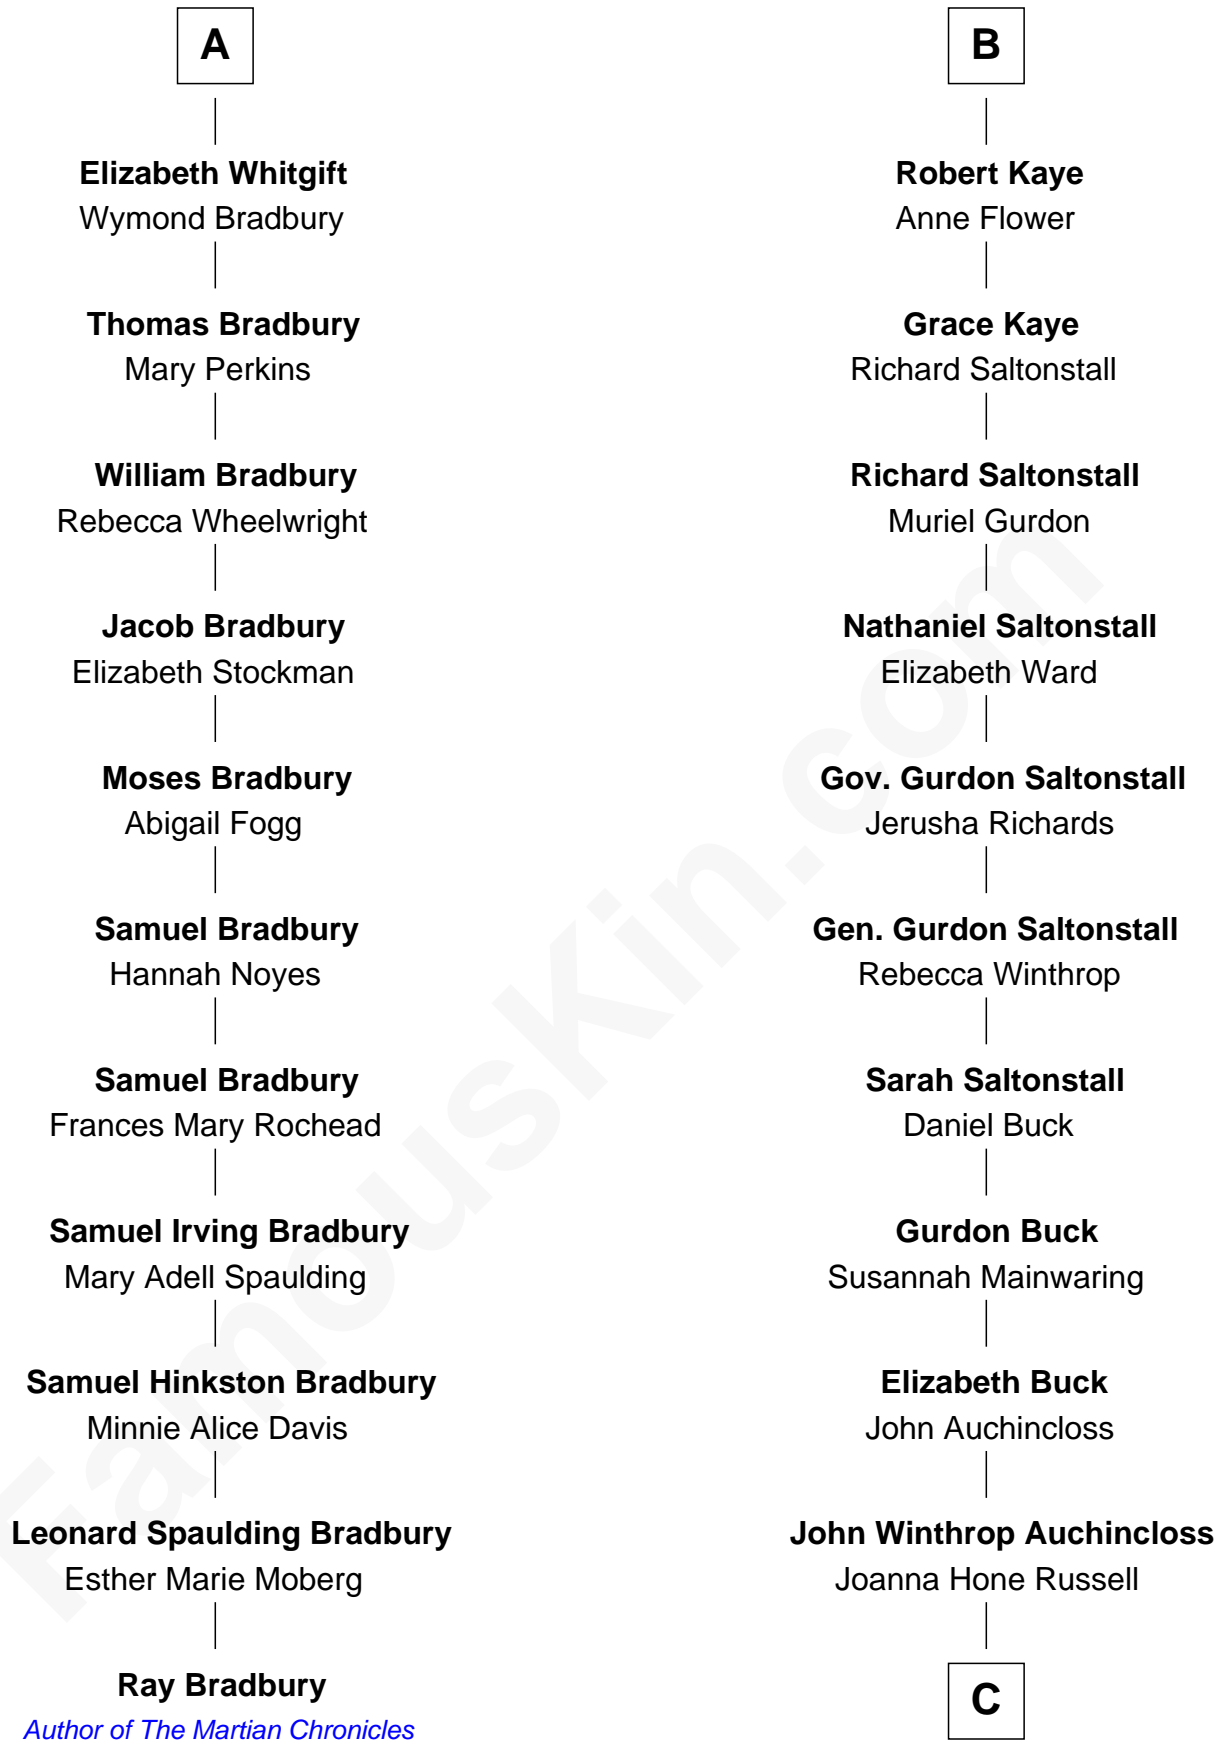 A
Elizabeth Whitgift
Wymond Bradbury
Thomas Bradbury
Mary Perkins
William Bradbury
Rebecca Wheelwright
Jacob Bradbury
Elizabeth Stockman
Moses Bradbury
Abigail Fogg
Samuel Bradbury
Hannah Noyes
Samuel Bradbury
Frances Mary Rochead
Samuel Irving Bradbury
Mary Adell Spaulding
Samuel Hinkston Bradbury
Minnie Alice Davis
Leonard Spaulding Bradbury
Esther Marie Moberg
Ray Bradbury
Author of The Martian Chronicles
B
Robert Kaye
Anne Flower
Grace Kaye
Richard Saltonstall
Richard Saltonstall
Muriel Gurdon
Nathaniel Saltonstall
Elizabeth Ward
Gov. Gurdon Saltonstall
Jerusha Richards
Gen. Gurdon Saltonstall
Rebecca Winthrop
Sarah Saltonstall
Daniel Buck
Gurdon Buck
Susannah Mainwaring
Elizabeth Buck
John Auchincloss
John Winthrop Auchincloss
Joanna Hone Russell
C
FamousKin.com